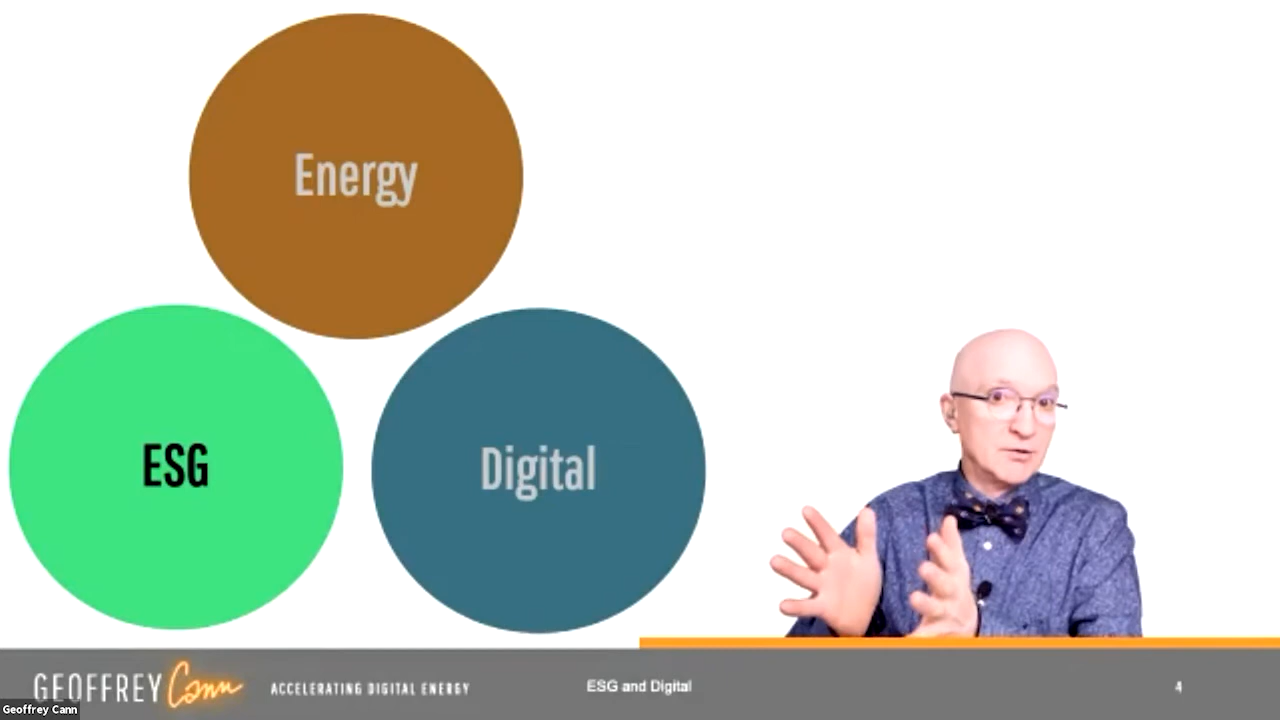 Energy
ESG
Digital
GEOFFREY Cann
ACCELERATING DIGITAL ENERGY
ESG and Digital
4
Geoffrey Cann